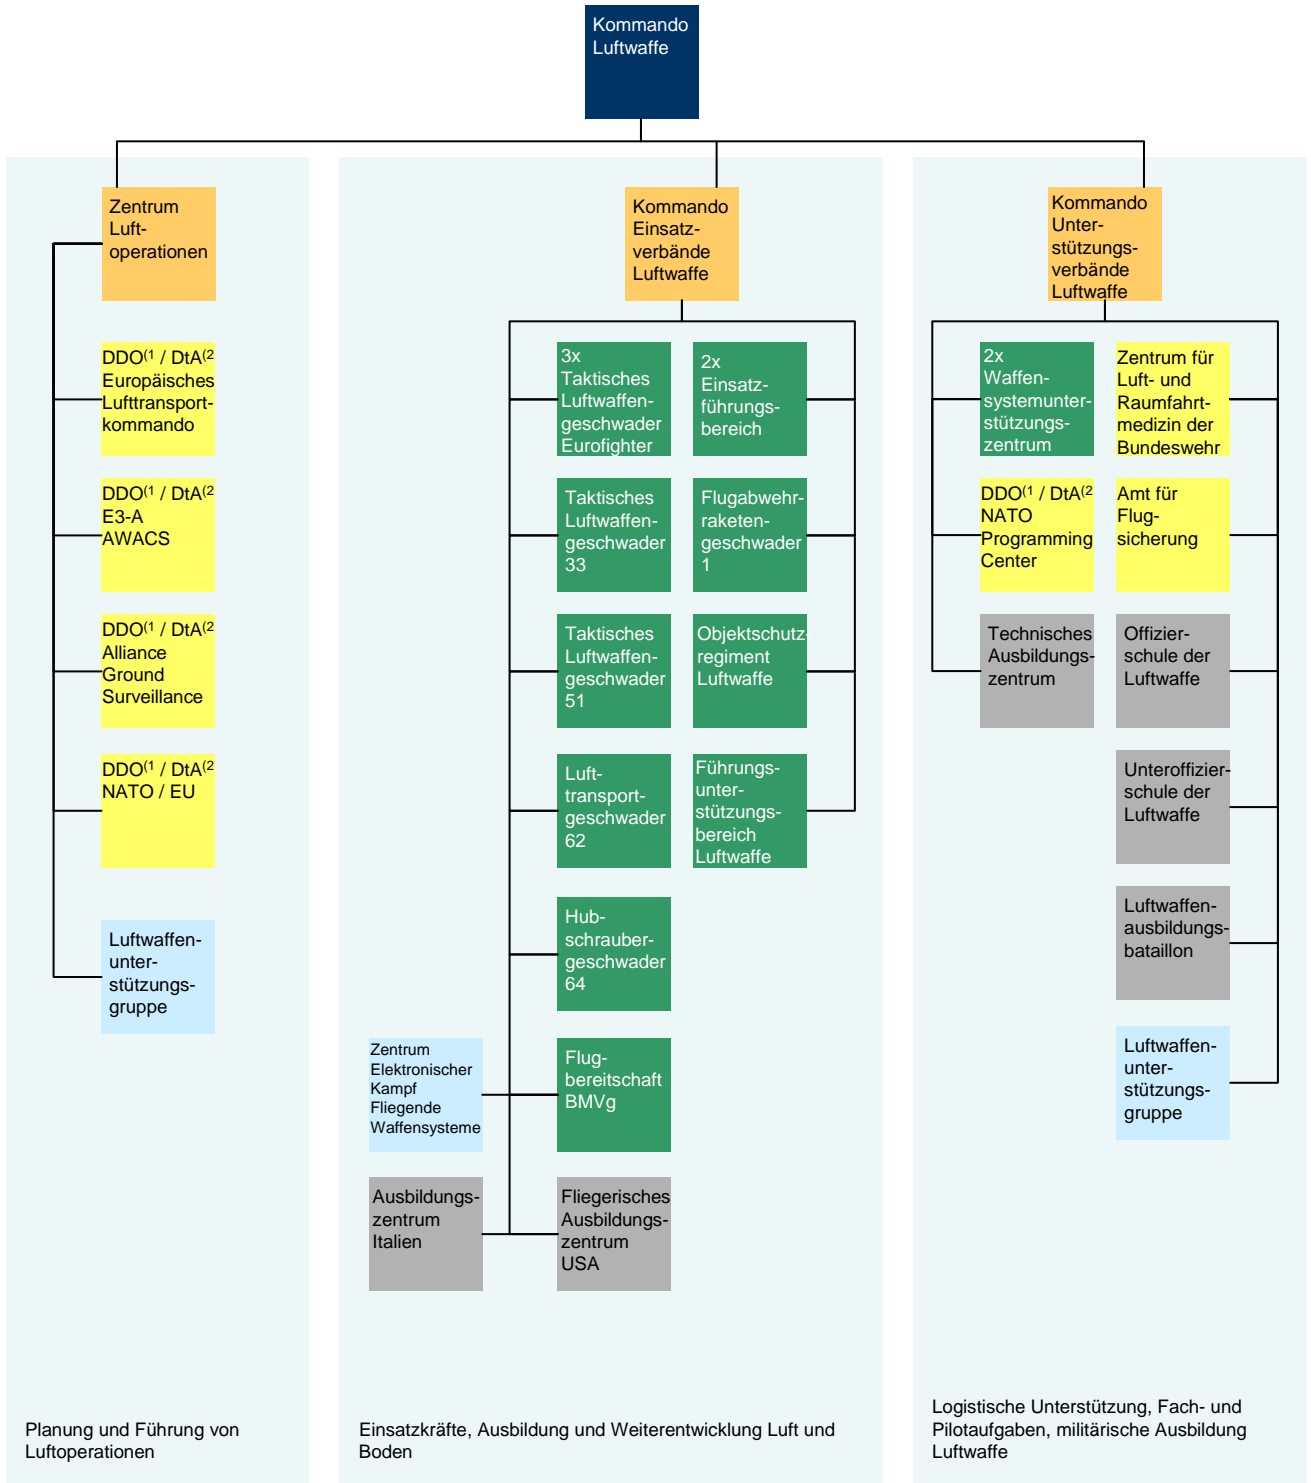 Kommando
Luftwaffe
Zentrum
Luft-
operationen
DDO(1 / DtA(2
Europäisches
Lufttransport-
kommando
DDO(1 / DtA(2
E3-A
AWACS
DDO(1 / DtA(2
Alliance
Ground
Surveillance
DDO(1 / DtA(2
NATO / EU
Luftwaffen-
unter-
stützungs-
gruppe
Planung und Führung von
Luftoperationen
Kommando
Einsatz-
verbände
Luftwaffe
3x
Taktisches
Luftwaffen-
geschwader
Eurofighter
2x
Einsatz-
führungs-
bereich
Taktisches
Luftwaffen-
geschwader
33
Flugabwehr-
raketen-
geschwader
1
Taktisches
Luftwaffen-
geschwader
51
Objektschutz-
regiment
Luftwaffe
Luft-
transport-
geschwader
62
Führungs-
unter-
stützungs-
bereich
Luftwaffe
Hub-
schrauber-
geschwader
64
Zentrum
Elektronischer
Kampf
Fliegende
Waffensysteme
Flug-
bereitschaft
BMVg
Ausbildungs-
zentrum
Italien
Fliegerisches
Ausbildungs-
zentrum
USA
Einsatzkräfte, Ausbildung und Weiterentwicklung Luft und
Boden
Kommando
Unter-
stützungs-
verbände
Luftwaffe
2x
Waffen-
systemunter-
stützungs-
zentrum
Zentrum für
Luft- und
Raumfahrt-
medizin der
Bundeswehr
DDO(1 / DtA(2
NATO
Programming
Center
Amt für
Flug-
sicherung
Technisches
Ausbildungs-
zentrum
Offizier-
schule der
Luftwaffe
Unteroffizier-
schule der
Luftwaffe
Luftwaffen-
ausbildungs-
bataillon
Luftwaffen-
unter-
stützungs-
gruppe
Logistische Unterstützung, Fach- und
Pilotaufgaben, militärische Ausbildung
Luftwaffe